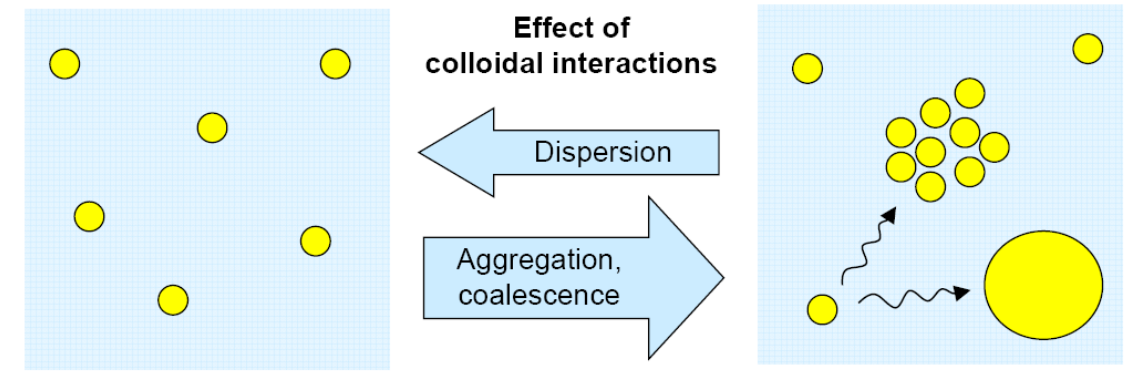 Effect of
colloidal interactions
Dispersion
Aggregation,
coalescence